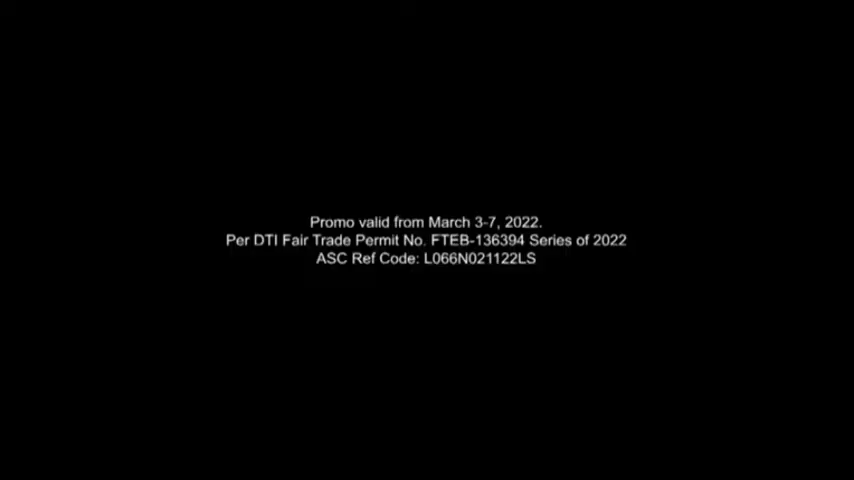 Promo valid from March 3-7, 2022.
Per DTI Fair Trade Permit No. FTEB-136394 Series of 2022
ASC Ref Code: L066N021122LS